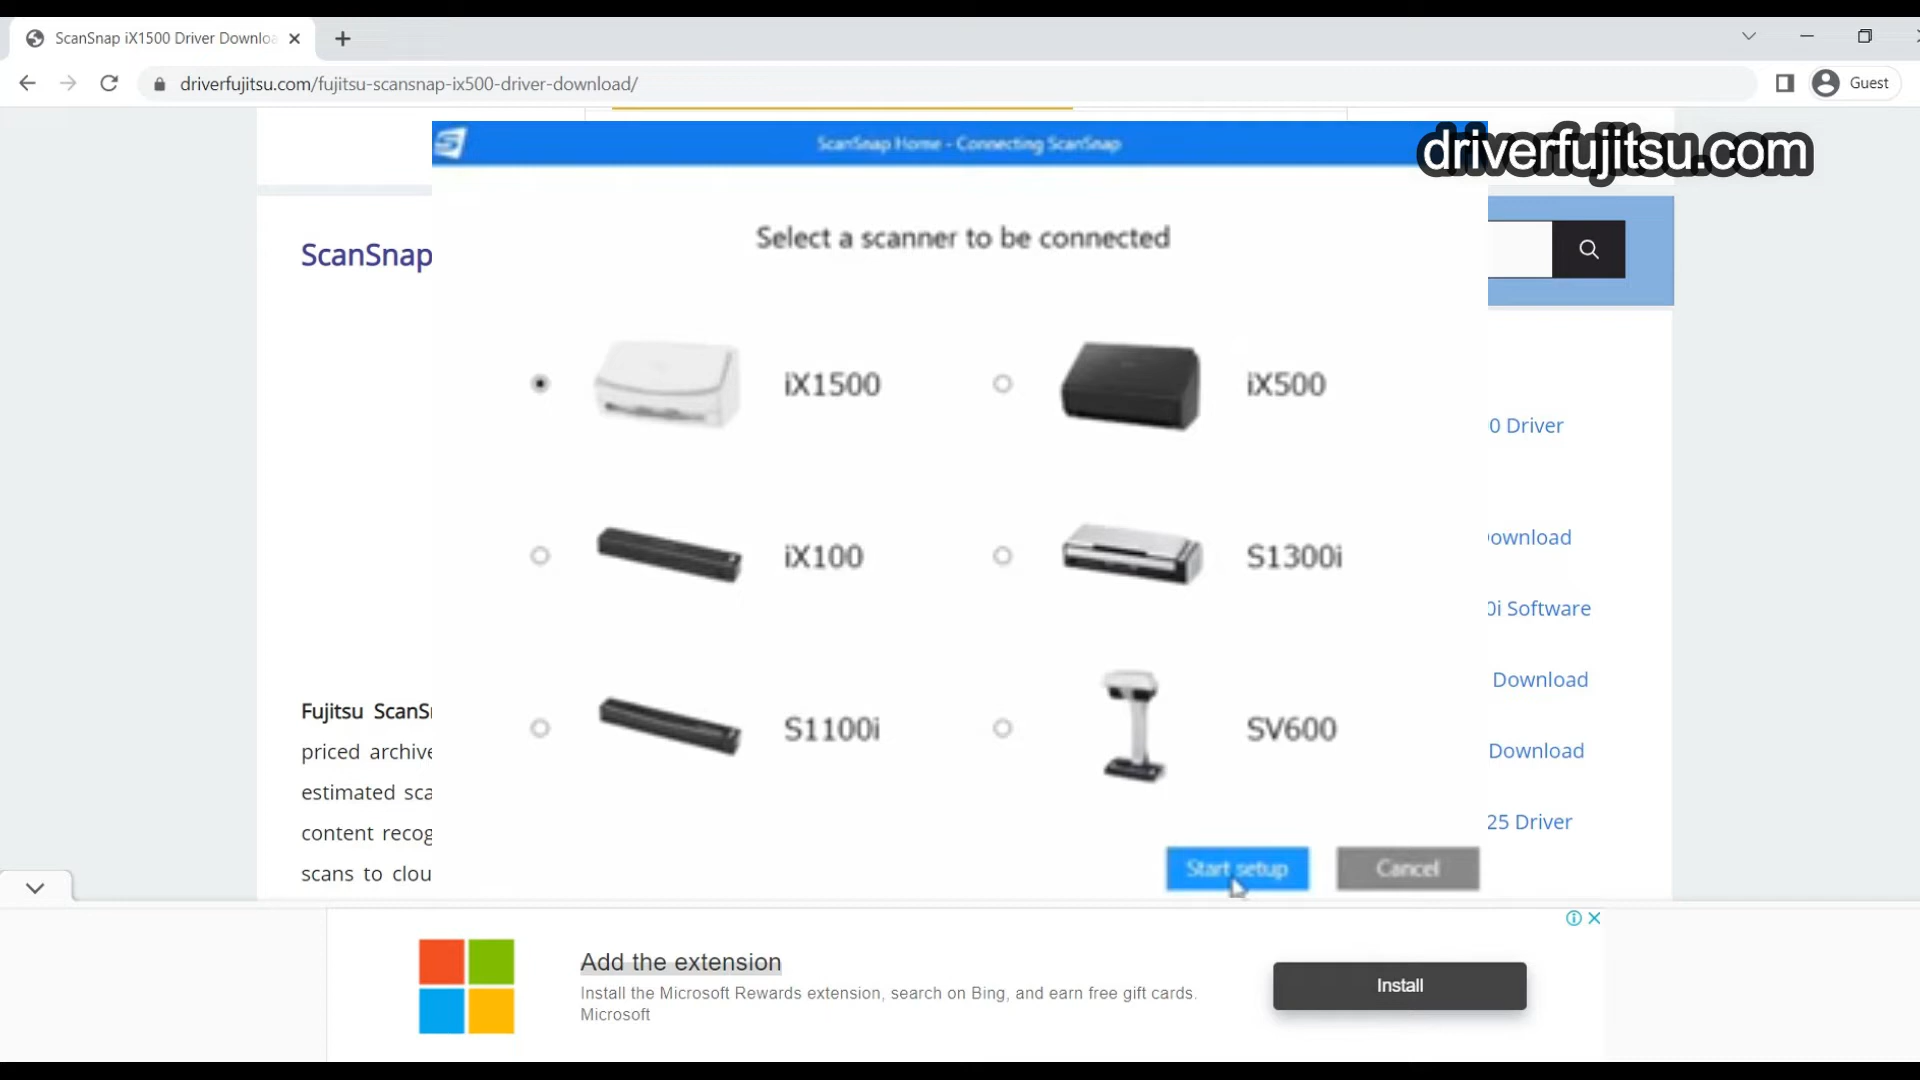 ScanSnap iX1500 Driver Downlo
driverfujitsu.com/fujitsu-scansnap-ix500-driver-download/
Guest
ScanSnap Home - Connecting ScanSnap
driverfujitsu.com
Select a scanner to be connected
ScanSnap
iX1500
iX500
0 Driver
iX100
S1300i
ownload
0i Software
Download
Fujitsu ScanS
S1100i
SV600
priced archive
Download
estimated sca
25 Driver
content recog
scans to clou
Start setup
Cancel
Add the extension
Install the Microsoft Rewards extension, search on Bing, and earn free gift cards.
Microsoft
Install